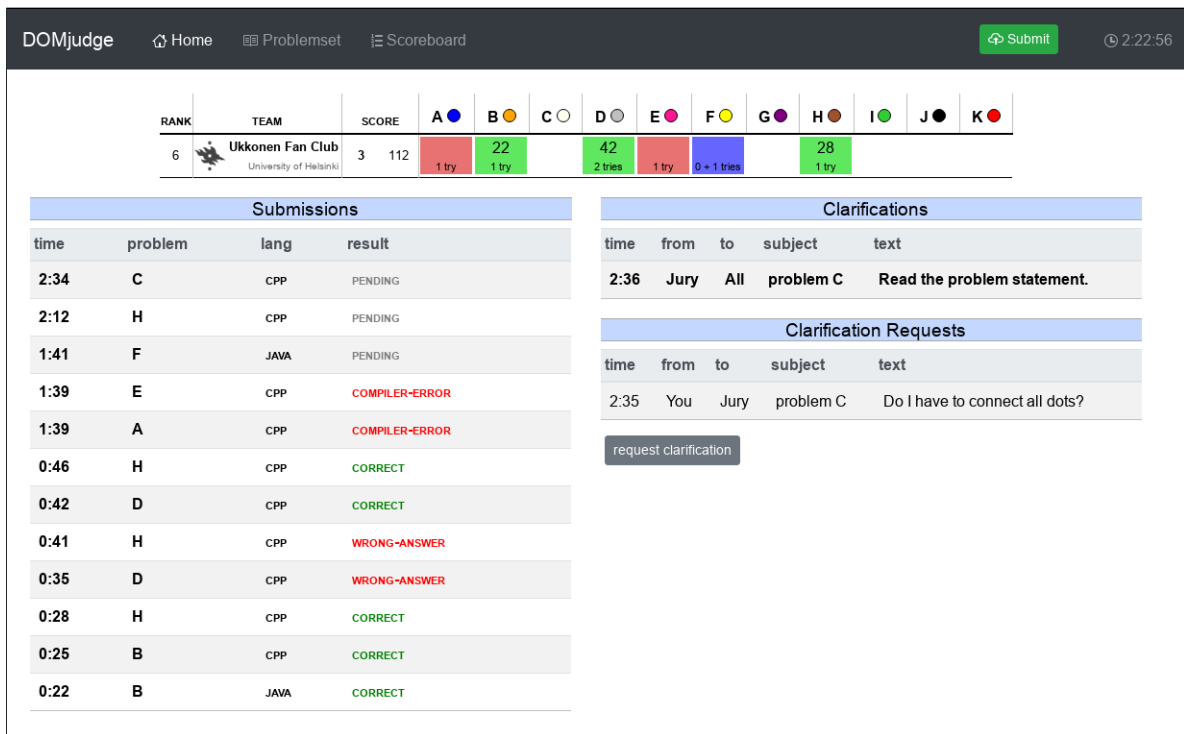 DOMjudge Home Problemset Scoreboard Submit 2:22:56
RANK TEAM SCORE A B C D E F G H I J K
6 Ukkonen Fan Club 3 112 22 42 28
University of Helsinki 1 try 1 try 2 tries 1 try 0 + 1 tries 1 try
Submissions
time problem lang result
2:34 C CPP PENDING
2:12 H CPP PENDING
1:41 F JAVA PENDING
1:39 E CPP COMPILER-ERROR
1:39 A CPP COMPILER-ERROR
0:46 H CPP CORRECT
0:42 D CPP CORRECT
0:41 H CPP WRONG-ANSWER
0:35 D CPP WRONG-ANSWER
0:28 H CPP CORRECT
0:25 B CPP CORRECT
0:22 B JAVA CORRECT
Clarifications
time from to subject text
2:36 Jury All problem C Read the problem statement.
Clarification Requests
time from to subject text
2:35 You Jury problem C Do I have to connect all dots?
request clarification